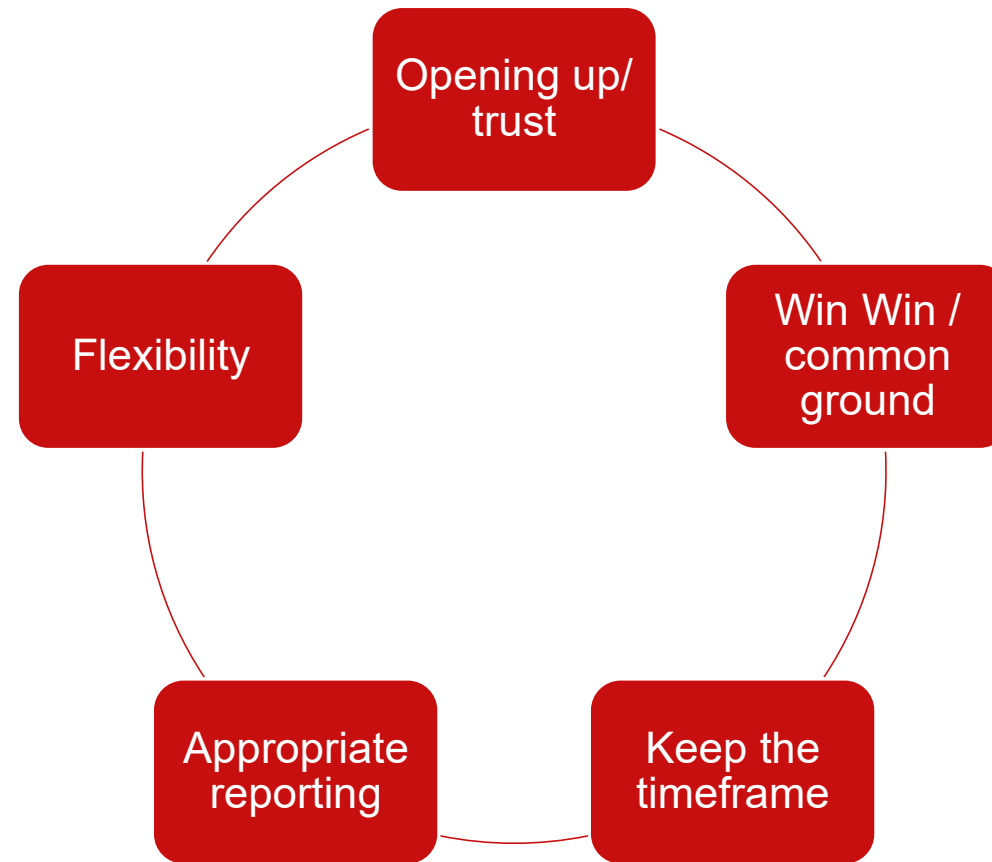 Opening up/
trust
Win Win /
common
ground
Keep the
timeframe
Appropriate
reporting
Flexibility